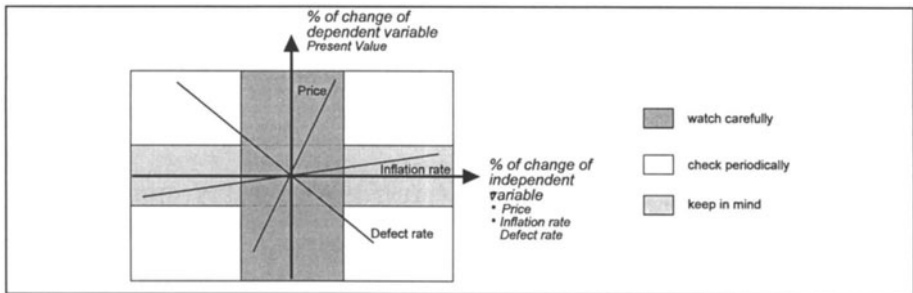 % of change of
dependent variable
Present Value
Price
watch carefully
check periodically
Inflation rate
% of change of
independent
variable
• Price
• Inflation rate
Defect rate
keep in mind
Defect rate